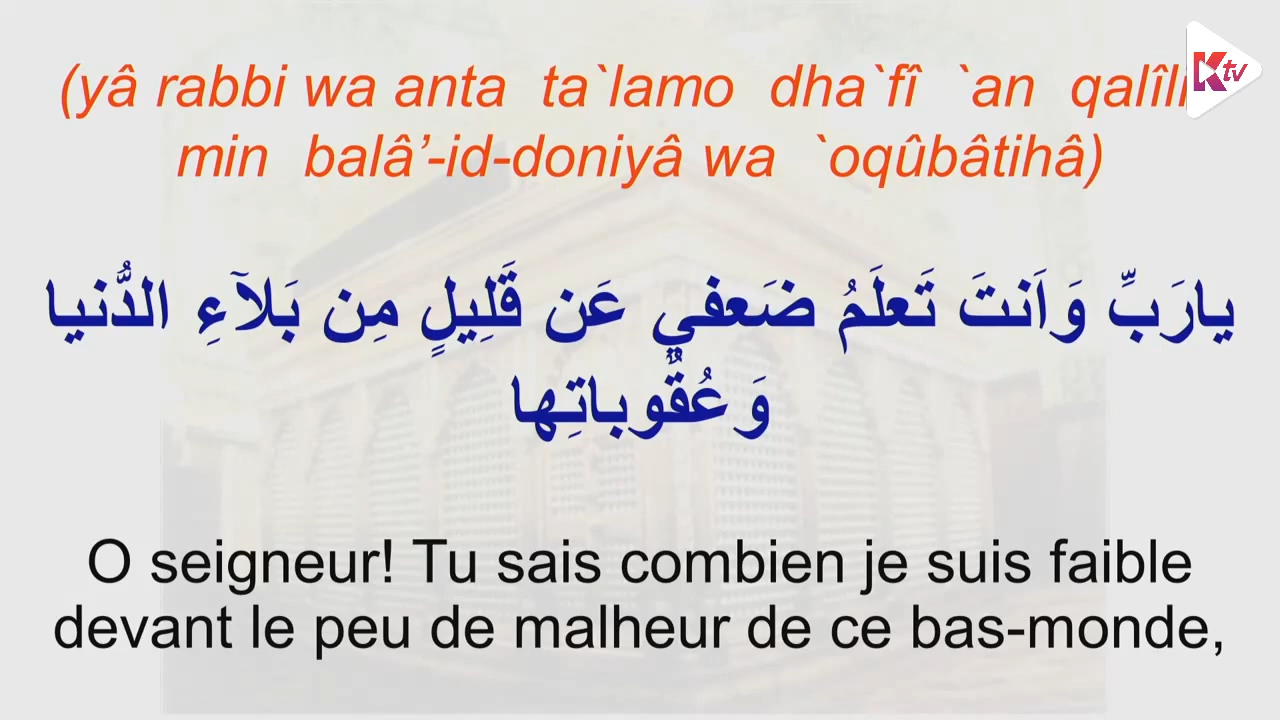 (yâ rabbi wa anta ta`lamo dha`fî `an qalîlin
min balâ’-id-doniyâ wa `oqûbâtihâ)
يارَبِّ وَاَنتَ تَعلَمُ ضَعفي عَن قَلِيلٍ مِن بَلآءِ الدُّنيا
وَعُقُوباتِها
O seigneur! Tu sais combien je suis faible
devant le peu de malheur de ce bas-monde,
Ktv